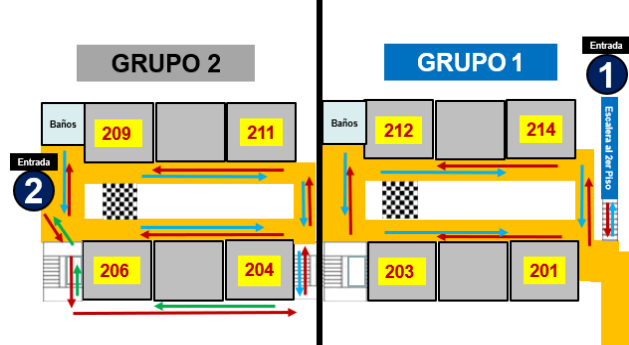 GRUPO 2
GRUPO 1
Entrada
1
Baños
209
211
Baños
212
214
Escalera al 2er Piso
Entrada
2
206
204
203
201